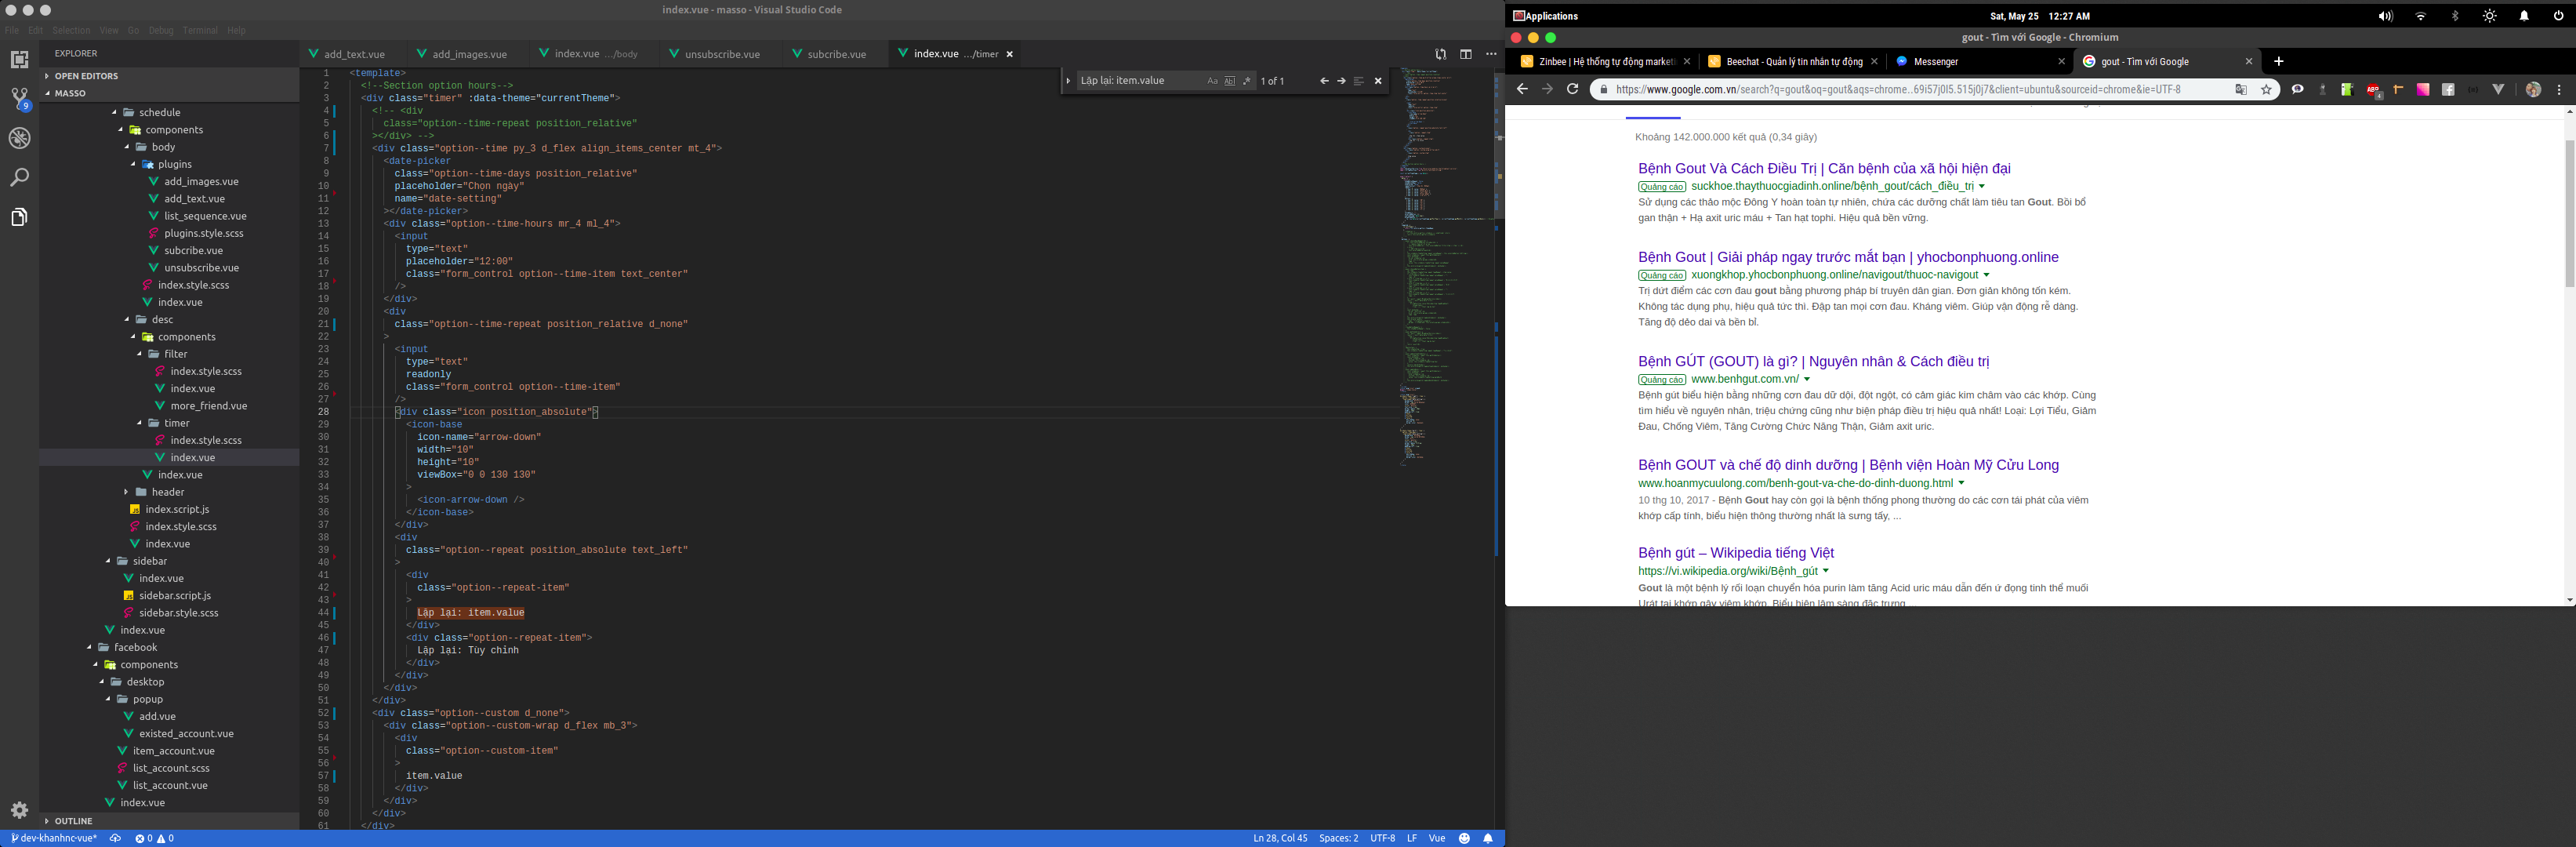 index.vue - masso - Visual Studio Code
File Edit Selection View Go Debug Terminal Help
EXPLORER
OPEN EDITORS
MASSO
9
schedule
components
body
plugins
add_images.vue
add_text.vue
list_sequence.vue
plugins.style.scss
subcribe.vue
unsubscribe.vue
index.style.scss
index.vue
desc
components
filter
index.style.scss
index.vue
more_friend.vue
timer
index.style.scss
index.vue
index.vue
header
index.script.js
index.style.scss
index.vue
sidebar
index.vue
sidebar.script.js
sidebar.style.scss
index.vue
facebook
components
desktop
popup
add.vue
existed_account.vue
item_account.vue
list_account.scss
list_account.vue
index.vue
OUTLINE
add_text.vue add_images.vue index.vue .../body unsubscribe.vue subcribe.vue index.vue .../timer
Lặp lại: item.value Aa Abl .* 1 of 1
1 <template>
2 <!--Section option hours-->
3 <div class="timer" :data-theme="currentTheme">
4 <!-- <div
5 class="option--time-repeat position_relative"
6 ></div> -->
7 <div class="option--time py_3 d_flex align_items_center mt_4">
8 <date-picker
9 class="option--time-days position_relative"
10 placeholder="Chọn ngày"
11 name="date-setting"
12 ></date-picker>
13 <div class="option--time-hours mr_4 ml_4">
14 <input
15 type="text"
16 placeholder="12:00"
17 class="form_control option--time-item text_center"
18 />
19 </div>
20 <div
21 class="option--time-repeat position_relative d_none"
22 >
23 <input
24 type="text"
25 readonly
26 class="form_control option--time-item"
27 />
28 <div class="icon position_absolute">
29 <icon-base
30 icon-name="arrow-down"
31 width="10"
32 height="10"
33 viewBox="0 0 130 130"
34 >
35 <icon-arrow-down />
36 </icon-base>
37 </div>
38 <div
39 class="option--repeat position_absolute text_left"
40 >
41 <div
42 class="option--repeat-item"
43 >
44 Lặp lại: item.value
45 </div>
46 <div class="option--repeat-item">
47 Lặp lại: Tùy chỉnh
48 </div>
49 </div>
50 </div>
51 </div>
52 <div class="option--custom d_none">
53 <div class="option--custom-wrap d_flex mb_3">
54 <div
55 class="option--custom-item"
56 >
57 item.value
58 </div>
59 </div>
60 </div>
61 </div>
dev-khanhnc-vue* 0 0 Ln 28, Col 45 Spaces: 2 UTF-8 LF Vue
Applications Sat, May 25 12:27 AM
gout - Tìm với Google - Chromium
Zinbee | Hệ thống tự động marketi Beechat - Quản lý tin nhắn tự động Messenger gout - Tìm với Google
https://www.google.com.vn/search?q=gout&oq=gout&aqs=chrome..69i57j0l5.515j0j7&client=ubuntu&sourceid=chrome&ie=UTF-8
ABP 4
Khoảng 142.000.000 kết quả (0,34 giây)
Bệnh Gout Và Cách Điều Trị | Căn bệnh của xã hội hiện đại
Quảng cáo suckhoe.thaythuocgiadinh.online/bệnh_gout/cách_điều_trị
Sử dụng các thảo mộc Đông Y hoàn toàn tự nhiên, chứa các dưỡng chất làm tiêu tan Gout. Bồi bổ
gan thận + Hạ axit uric máu + Tan hạt tophi. Hiệu quả bền vững.
Bệnh Gout | Giải pháp ngay trước mắt bạn | yhocbonphuong.online
Quảng cáo xuongkhop.yhocbonphuong.online/navigout/thuoc-navigout
Trị dứt điểm các cơn đau gout bằng phương pháp bí truyền dân gian. Đơn giản không tốn kém.
Không tác dụng phụ, hiệu quả tức thì. Đập tan mọi cơn đau. Kháng viêm. Giúp vận động rễ dàng.
Tăng độ dẻo dai và bền bỉ.
Bệnh GÚT (GOUT) là gì? | Nguyên nhân & Cách điều trị
Quảng cáo www.benhgut.com.vn/
Bệnh gút biểu hiện bằng những cơn đau dữ dội, đột ngột, có cảm giác kim châm vào các khớp. Cùng
tìm hiểu về nguyên nhân, triệu chứng cũng như biện pháp điều trị hiệu quả nhất! Loại: Lợi Tiểu, Giảm
Đau, Chống Viêm, Tăng Cường Chức Năng Thận, Giảm axit uric.
Bệnh GOUT và chế độ dinh dưỡng | Bệnh viện Hoàn Mỹ Cửu Long
www.hoanmycuulong.com/benh-gout-va-che-do-dinh-duong.html
10 thg 10, 2017 - Bệnh Gout hay còn gọi là bệnh thống phong thường do các cơn tái phát của viêm
khớp cấp tính, biểu hiện thông thường nhất là sưng tấy, ...
Bệnh gút – Wikipedia tiếng Việt
https://vi.wikipedia.org/wiki/Bệnh_gút
Gout là một bệnh lý rối loạn chuyển hóa purin làm tăng Acid uric máu dẫn đến ứ đọng tinh thể muối
Urát tại khớp gây viêm khớp. Biểu hiện lâm sàng đặc trưng